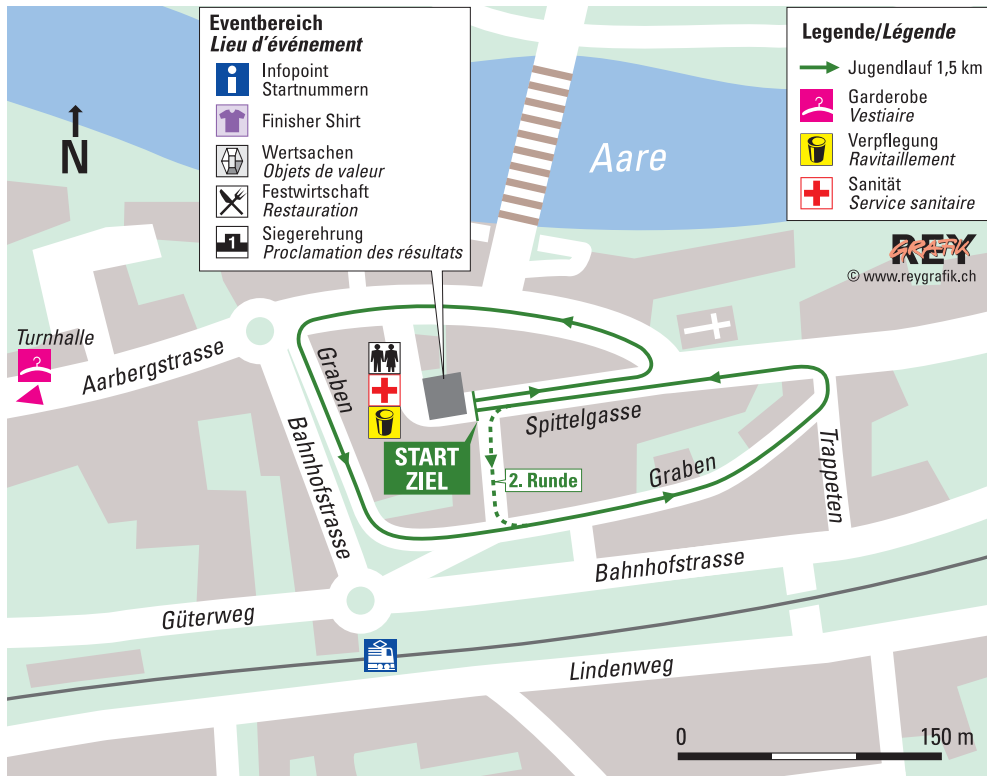 Eventbereich
Lieu d'événement
Infopoint
Startnummern
Finisher Shirt
Wertsachen
Objets de valeur
Festwirtschaft
Restauration
1
Siegerehrung
Proclamation des résultats
N
Aare
Legende/Légende
Jugendlauf 1,5 km
Garderobe
Vestiaire
Verpflegung
Ravitaillement
Sanität
Service sanitaire
REY
GRAFIK
© www.reygrafik.ch
Turnhalle
Aarbergstrasse
Graben
Bahnhofstrasse
START
ZIEL
Spittelgasse
2. Runde
Graben
Trappeten
Bahnhofstrasse
Güterweg
Lindenweg
0
150 m